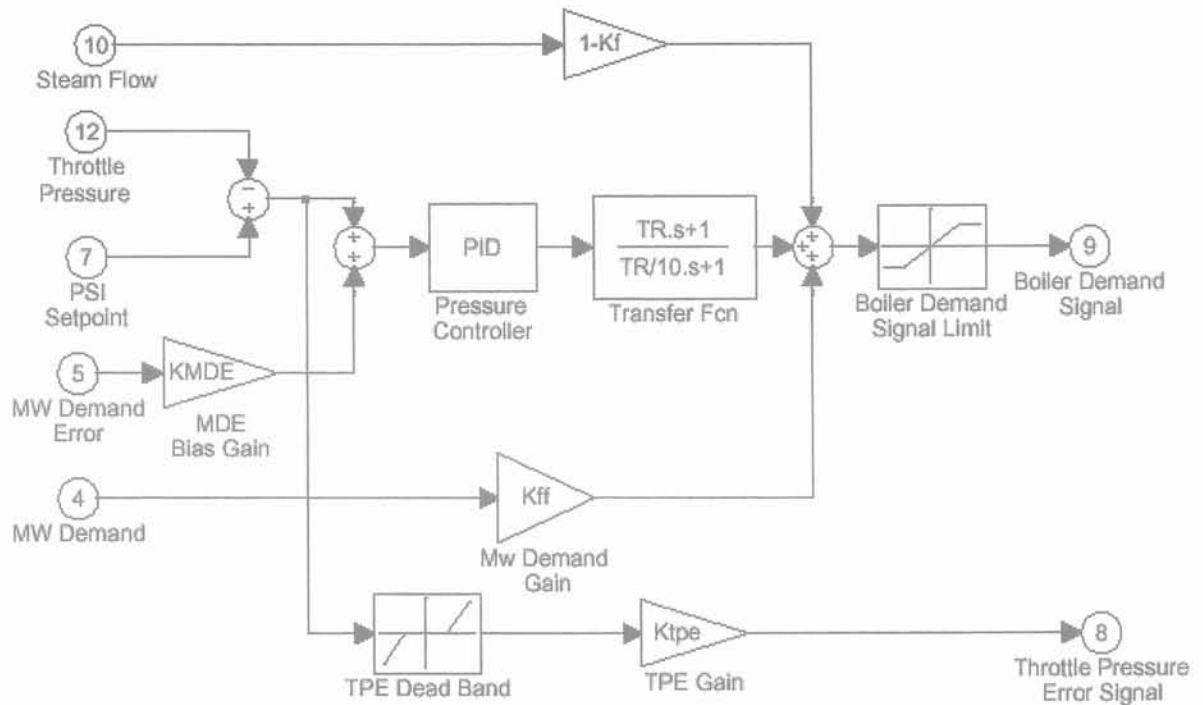 10
Steam Flow
1-Kf
12
Throttle
Pressure
−
+
7
PSI
Setpoint
+
+
PID
Pressure
Controller
TR.s+1
TR/10.s+1
Transfer Fcn
+
+
+
Boiler Demand
Signal Limit
9
Boiler Demand
Signal
5
MW Demand
Error
KMDE
MDE
Bias Gain
4
MW Demand
Kff
Mw Demand
Gain
TPE Dead Band
Ktpe
TPE Gain
8
Throttle Pressure
Error Signal